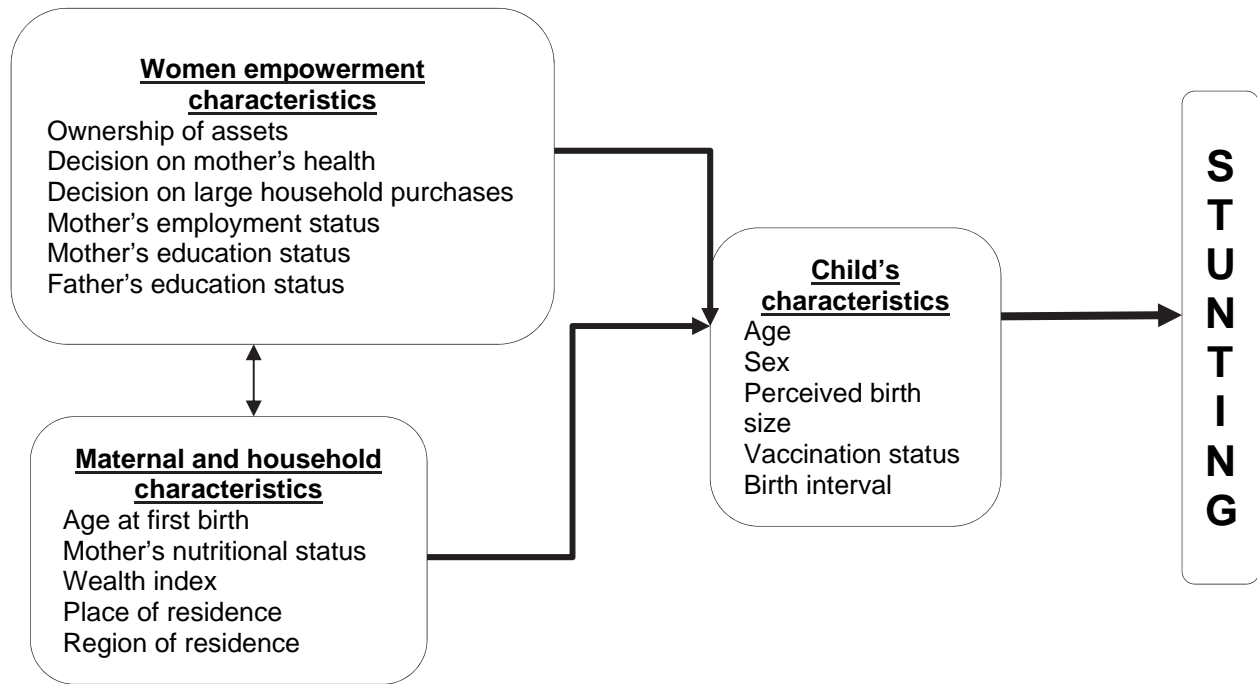 Women empowerment
characteristics
Ownership of assets
Decision on mother’s health
Decision on large household purchases
Mother’s employment status
Mother’s education status
Father’s education status
Maternal and household
characteristics
Age at first birth
Mother’s nutritional status
Wealth index
Place of residence
Region of residence
Child’s
characteristics
Age
Sex
Perceived birth
size
Vaccination status
Birth interval
S
T
U
N
T
I
N
G